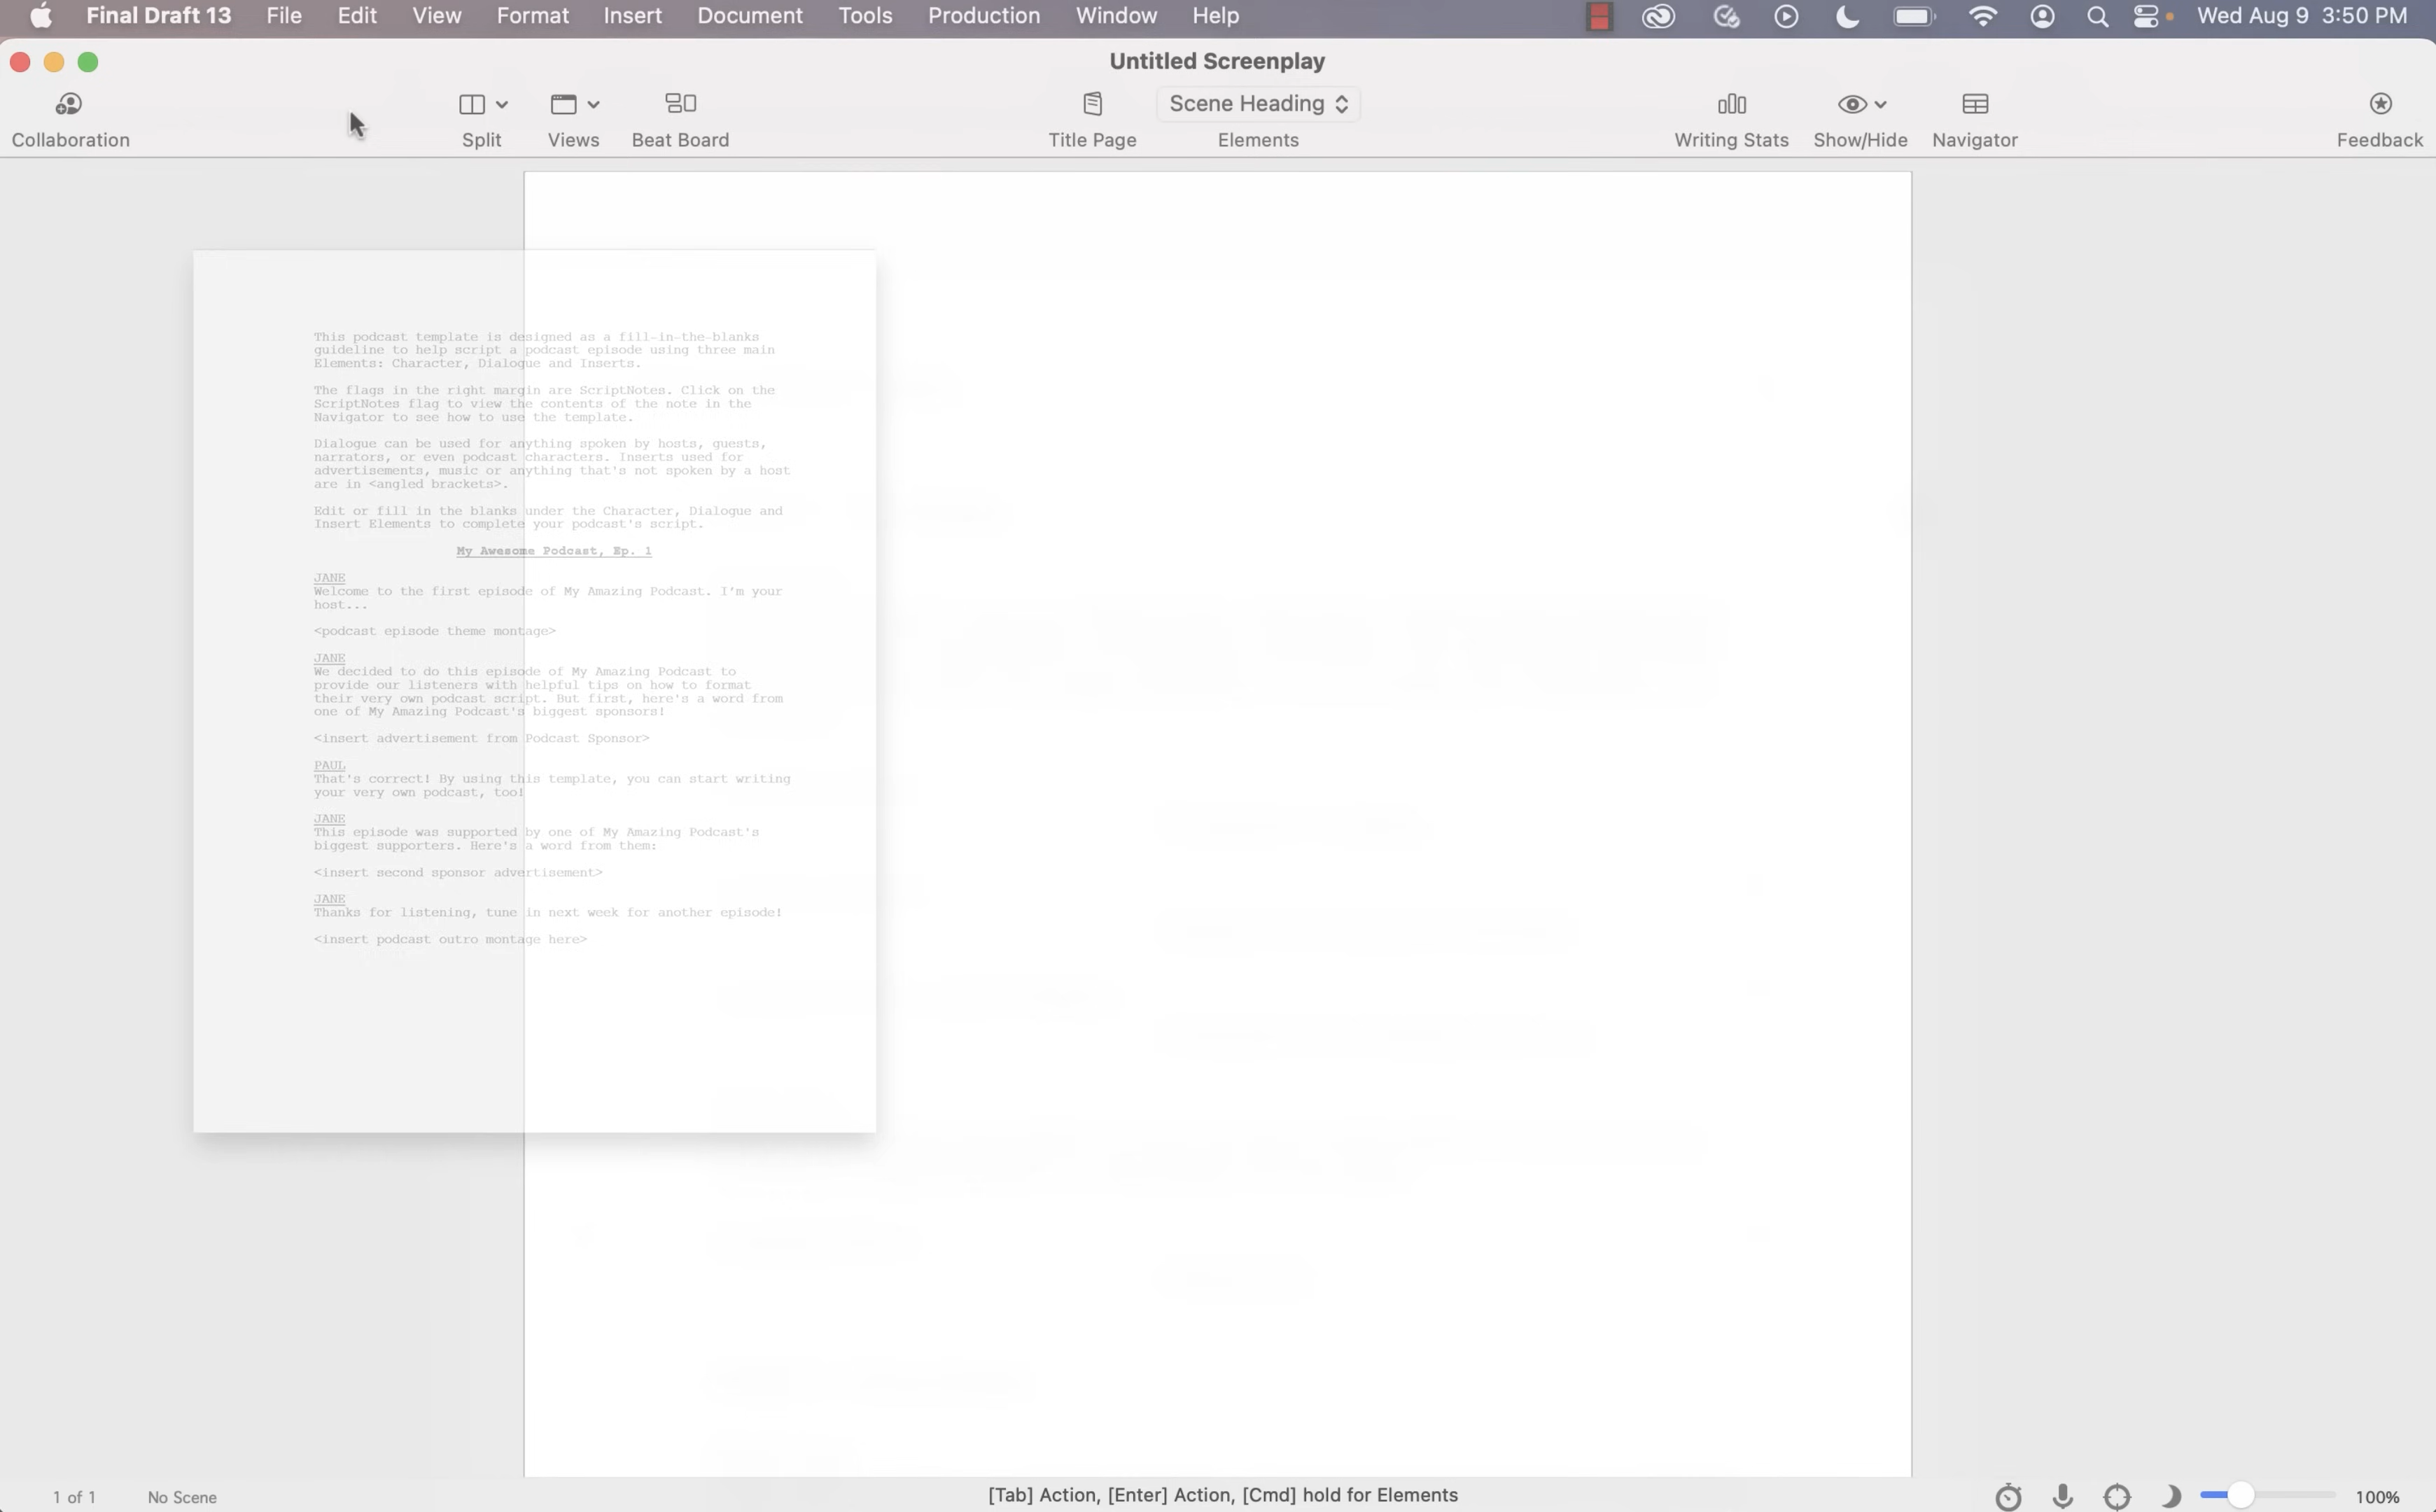 Final Draft 13 File Edit View Format Insert Document Tools Production Window Help Wed Aug 9 3:50 PM
Untitled Screenplay
Scene Heading
Collaboration Split Views Beat Board Title Page Elements Writing Stats Show/Hide Navigator Feedback
This podcast template is designed as a fill-in-the-blanks
guideline to help script a podcast episode using three main
Elements: Character, Dialogue and Inserts.
The flags in the right margin are ScriptNotes. Click on the
ScriptNotes flag to view the contents of the note in the
Navigator to see how to use the template.
Dialogue can be used for anything spoken by hosts, guests,
narrators, or even podcast characters. Inserts used for
advertisements, music or anything that's not spoken by a host
are in <angled brackets>.
Edit or fill in the blanks under the Character, Dialogue and
Insert Elements to complete your podcast's script.
My Awesome Podcast, Ep. 1
JANE
Welcome to the first episode of My Amazing Podcast. I'm your
host...
<podcast episode theme montage>
JANE
We decided to do this episode of My Amazing Podcast to
provide our listeners with helpful tips on how to format
their very own podcast script. But first, here's a word from
one of My Amazing Podcast's biggest sponsors!
<insert advertisement from Podcast Sponsor>
PAUL
That's correct! By using this template, you can start writing
your very own podcast, too!
JANE
This episode was supported by one of My Amazing Podcast's
biggest supporters. Here's a word from them:
<insert second sponsor advertisement>
JANE
Thanks for listening, tune in next week for another episode!
<insert podcast outro montage here>
1 of 1 No Scene [Tab] Action, [Enter] Action, [Cmd] hold for Elements 100%